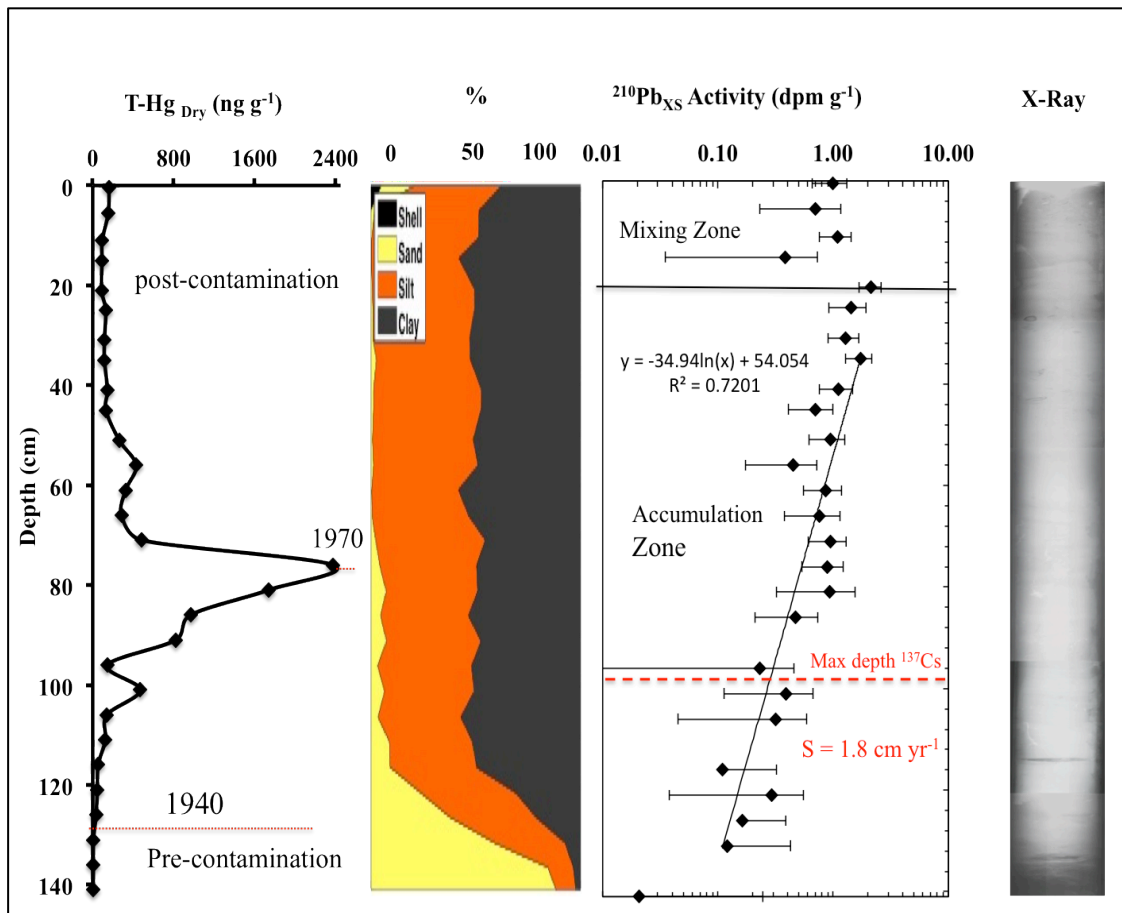 T-Hg Dry (ng g-1)
%
²¹⁰PbXS Activity (dpm g-1)
X-Ray
0 800 1600 2400
0 50 100
0.01 0.10 1.00 10.00
Depth (cm)
0
20
40
60
80
100
120
140
post-contamination
1970
1940
Pre-contamination
Shell
Sand
Silt
Clay
Mixing Zone
y = -34.94ln(x) + 54.054
R² = 0.7201
Accumulation
Zone
Max depth ¹³⁷Cs
S = 1.8 cm yr-1